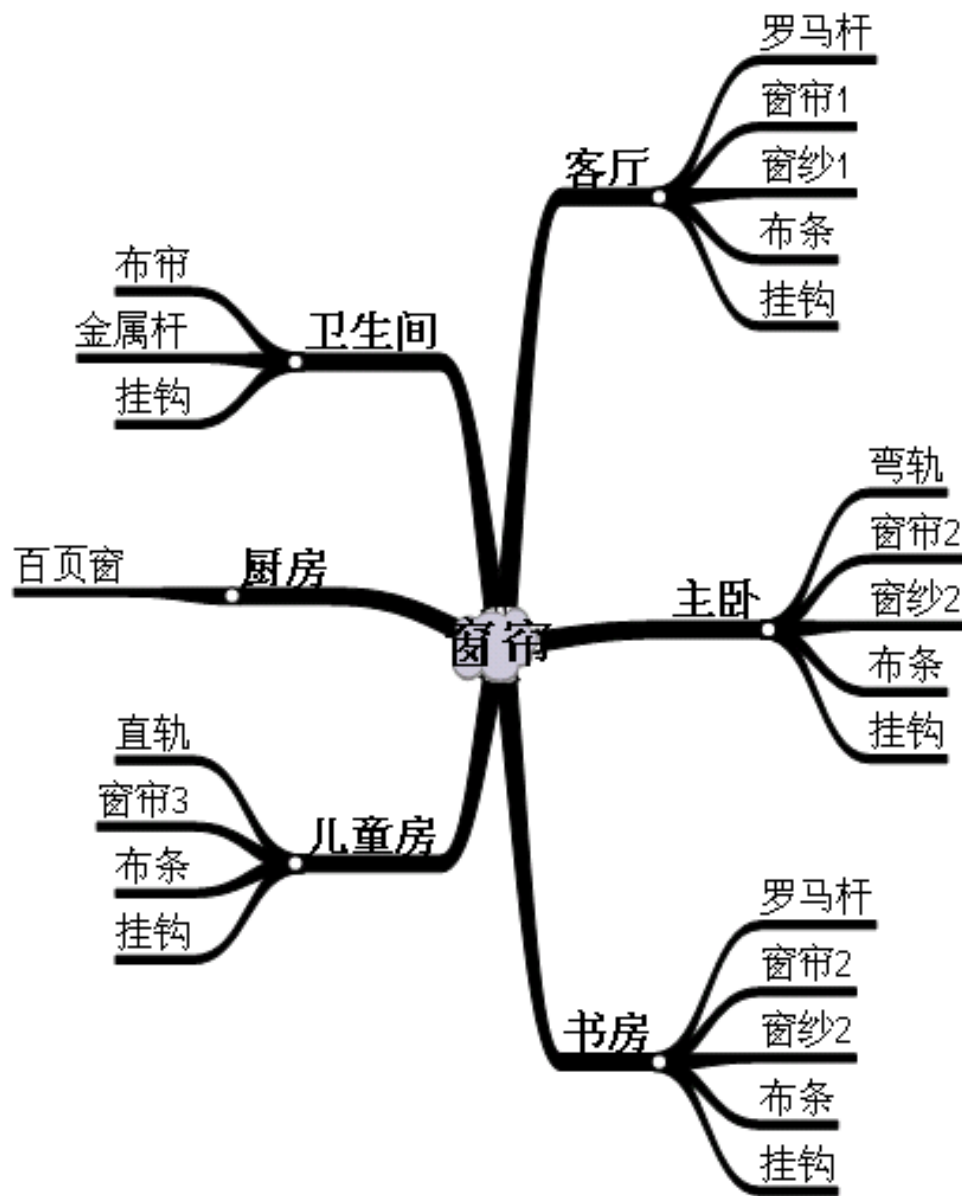 窗帘
客厅
罗马杆
窗帘1
窗纱1
布条
挂钩
主卧
弯轨
窗帘2
窗纱2
布条
挂钩
书房
罗马杆
窗帘2
窗纱2
布条
挂钩
卫生间
布帘
金属杆
挂钩
厨房
百页窗
儿童房
直轨
窗帘3
布条
挂钩